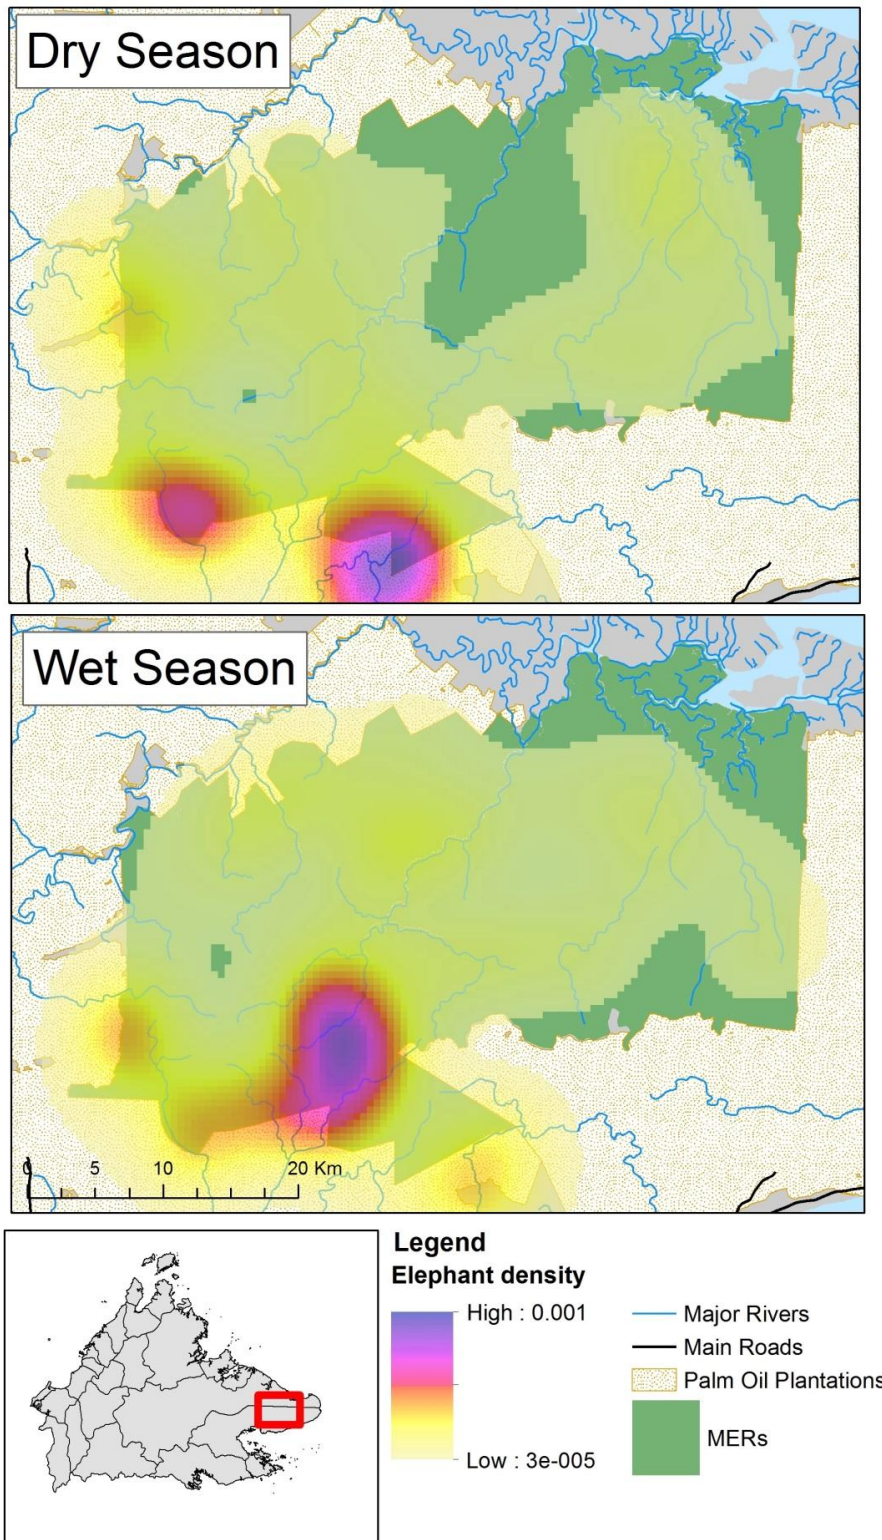 Dry Season
Wet Season
0 5 10 20 Km
Legend
Elephant density
High : 0.001
Low : 3e-005
Major Rivers
Main Roads
Palm Oil Plantations
MERs